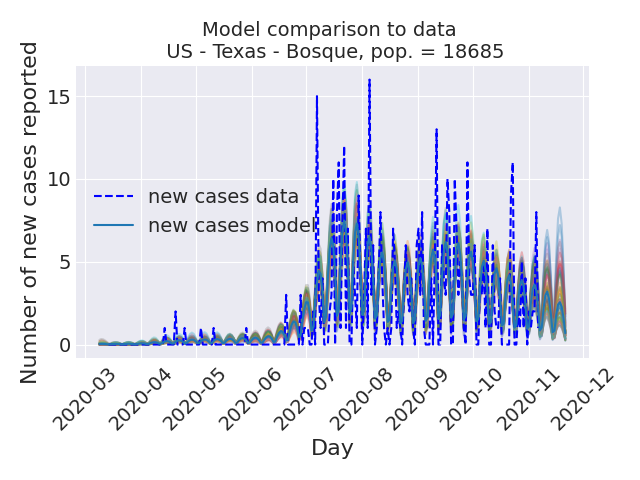 Model comparison to data
US - Texas - Bosque, pop. = 18685
Number of new cases reported
15
10
5
0
new cases data
new cases model
2020-03
2020-04
2020-05
2020-06
2020-07
2020-08
2020-09
2020-10
2020-11
2020-12
Day